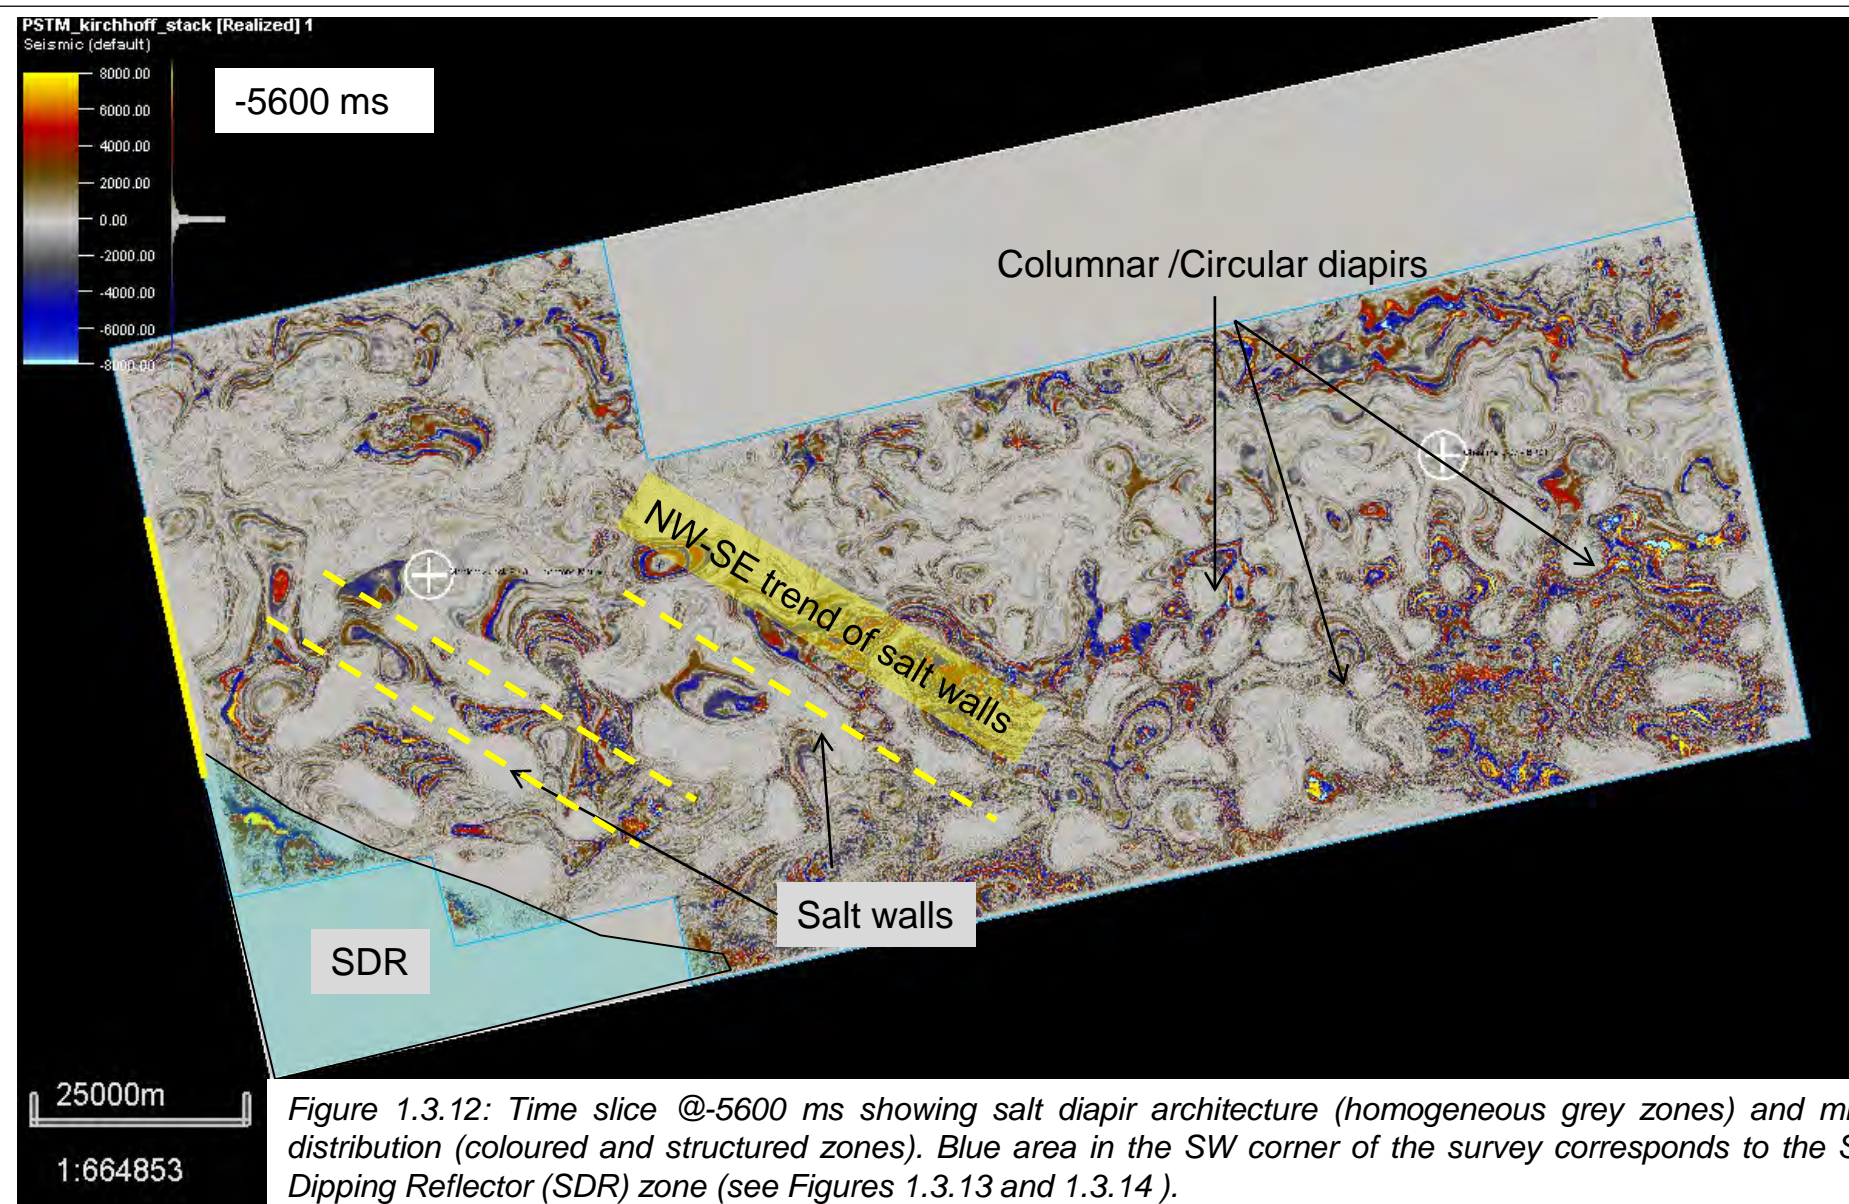 PSTM_kirchhoff_stack [Realized] 1
Seismic (default)
8000.00
6000.00
4000.00
2000.00
0.00
-2000.00
-4000.00
-6000.00
-8000.00
-5600 ms
Columnar /Circular diapirs
NW-SE trend of salt walls
Salt walls
SDR
25000m
1:664853
Figure 1.3.12: Time slice @-5600 ms showing salt diapir architecture (homogeneous grey zones) and
distribution (coloured and structured zones). Blue area in the SW corner of the survey corresponds to the
Dipping Reflector (SDR) zone (see Figures 1.3.13 and 1.3.14 ).